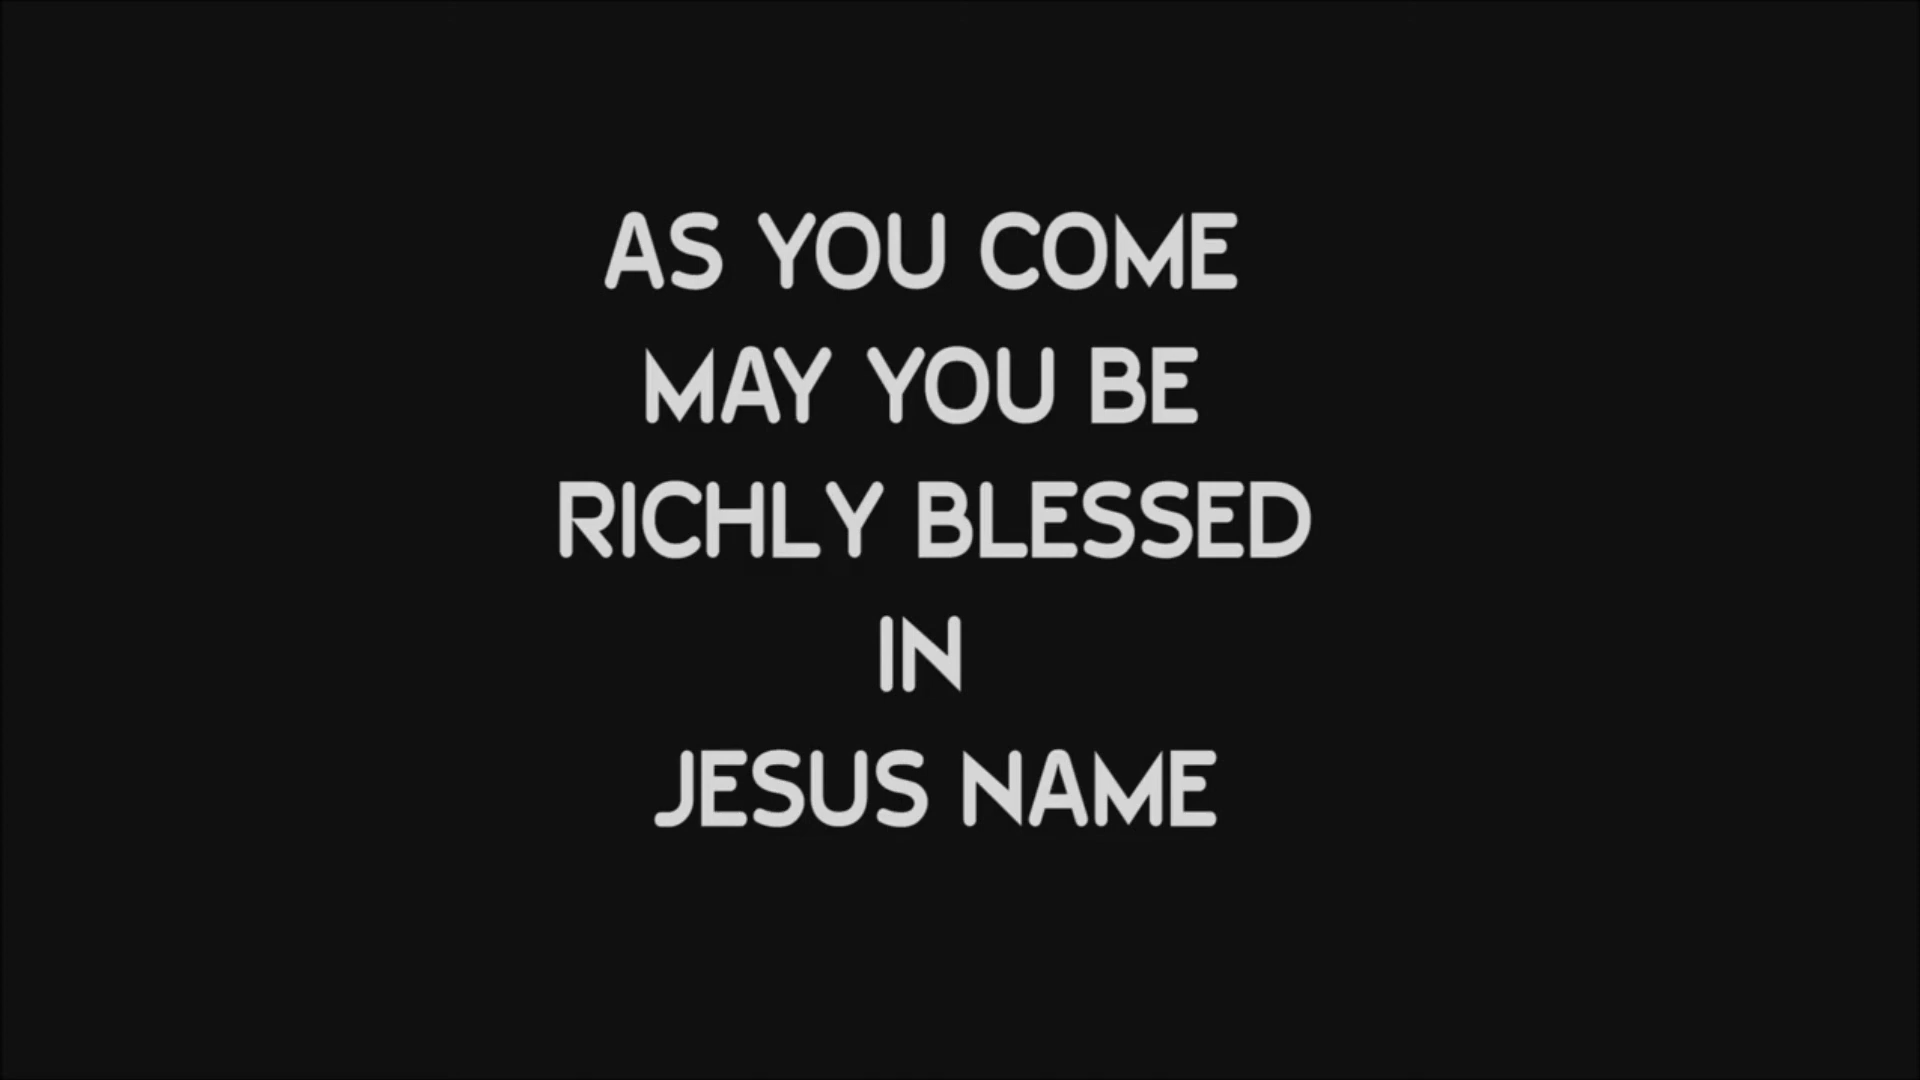 AS YOU COME
MAY YOU BE
RICHLY BLESSED
IN
JESUS NAME